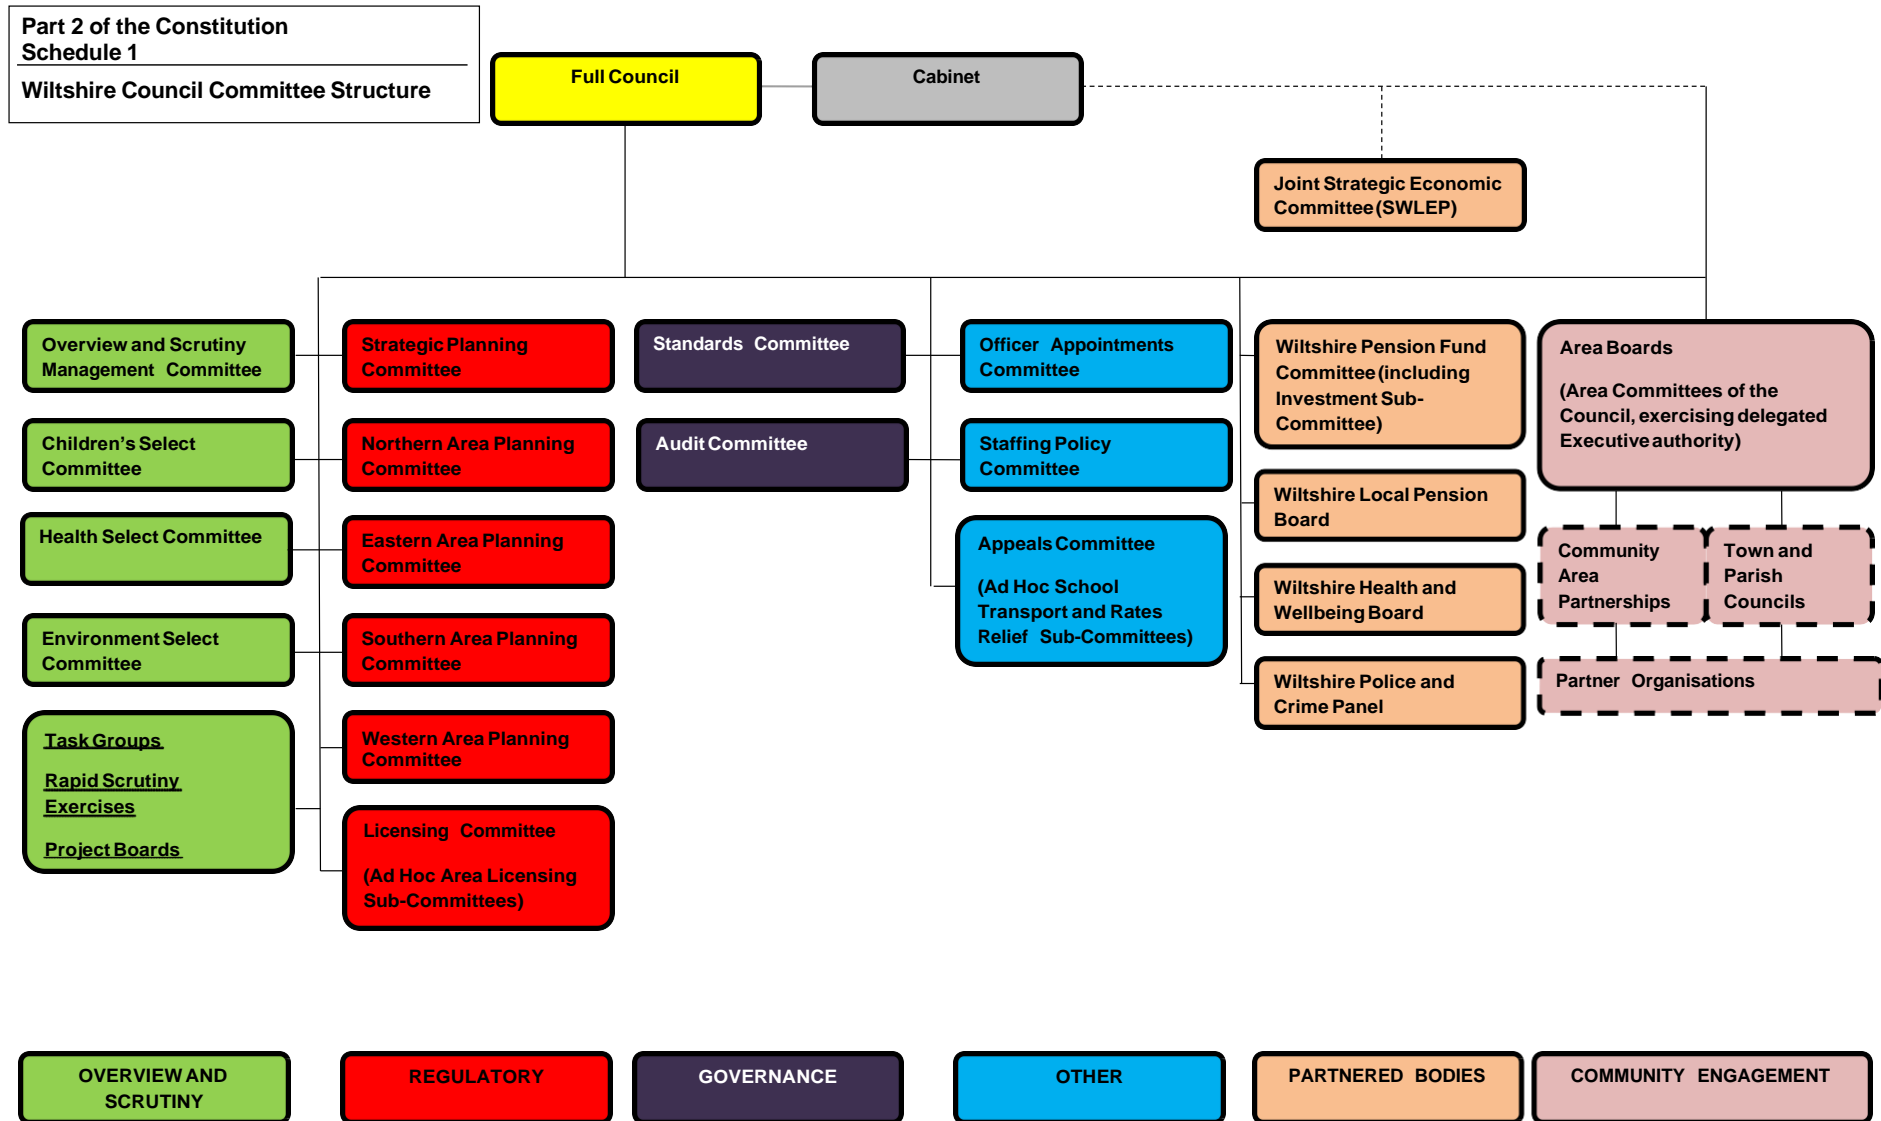 Part 2 of the Constitution
Schedule 1
Wiltshire Council Committee Structure
Full Council
Cabinet
Joint Strategic Economic
Committee (SWLEP)
Overview and Scrutiny
Management Committee
Children's Select
Committee
Health Select Committee
Environment Select
Committee
Task Groups
Rapid Scrutiny
Exercises
Project Boards
Strategic Planning
Committee
Northern Area Planning
Committee
Eastern Area Planning
Committee
Southern Area Planning
Committee
Western Area Planning
Committee
Licensing Committee
(Ad Hoc Area Licensing
Sub-Committees)
Standards Committee
Audit Committee
Officer Appointments
Committee
Staffing Policy
Committee
Appeals Committee
(Ad Hoc School
Transport and Rates
Relief Sub-Committees)
Wiltshire Pension Fund
Committee (including
Investment Sub-
Committee)
Wiltshire Local Pension
Board
Wiltshire Health and
Wellbeing Board
Wiltshire Police and
Crime Panel
Area Boards
(Area Committees of the
Council, exercising delegated
Executive authority)
Community
Area
Partnerships
Town and
Parish
Councils
Partner Organisations
OVERVIEW AND
SCRUTINY
REGULATORY
GOVERNANCE
OTHER
PARTNERED BODIES
COMMUNITY ENGAGEMENT